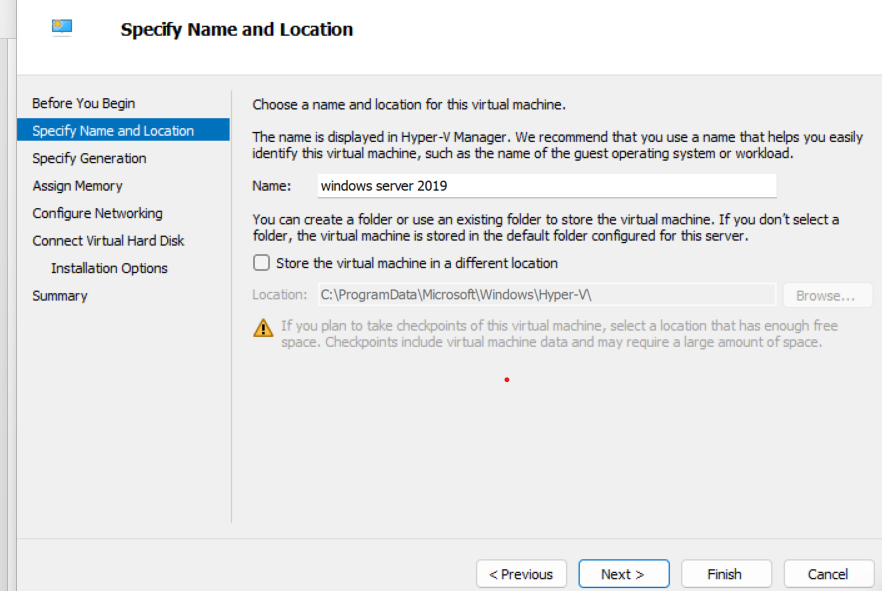 Specify Name and Location
Before You Begin
Specify Name and Location
Specify Generation
Assign Memory
Configure Networking
Connect Virtual Hard Disk
Installation Options
Summary
Choose a name and location for this virtual machine.
The name is displayed in Hyper-V Manager. We recommend that you use a name that helps you easily
identify this virtual machine, such as the name of the guest operating system or workload.
Name: windows server 2019
You can create a folder or use an existing folder to store the virtual machine. If you don't select a
folder, the virtual machine is stored in the default folder configured for this server.
Store the virtual machine in a different location
Location: C:\ProgramData\Microsoft\Windows\Hyper-V\ Browse...
If you plan to take checkpoints of this virtual machine, select a location that has enough free
space. Checkpoints include virtual machine data and may require a large amount of space.
< Previous Next > Finish Cancel